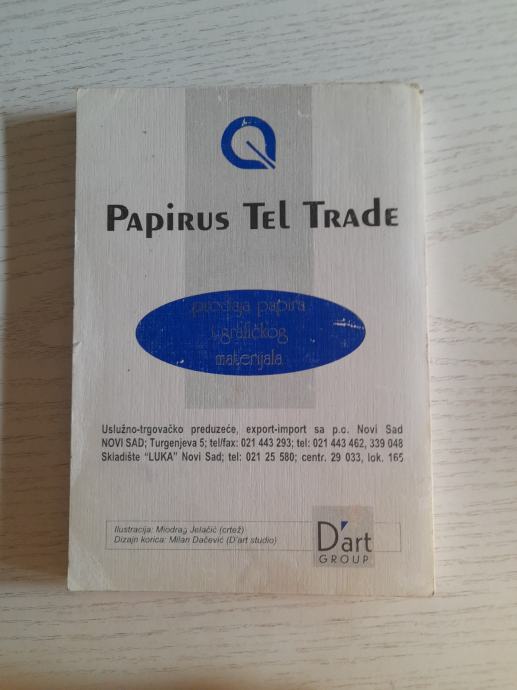 PAPIRUS TEL TRADE
prodaja papira
i grafičkog
materijala
Uslužno-trgovačko preduzeće, export-import sa p.o. Novi Sad
NOVI SAD; Turgenjeva 5; tel/fax: 021 443 293; tel: 021 443 462, 339 048
Skladište "LUKA" Novi Sad; tel: 021 25 580; centr. 29 033, lok. 165
Ilustracija: Miodrag Jelačić (crtež)
Dizajn korica: Milan Dačević (D'art studio)
D'art
GROUP